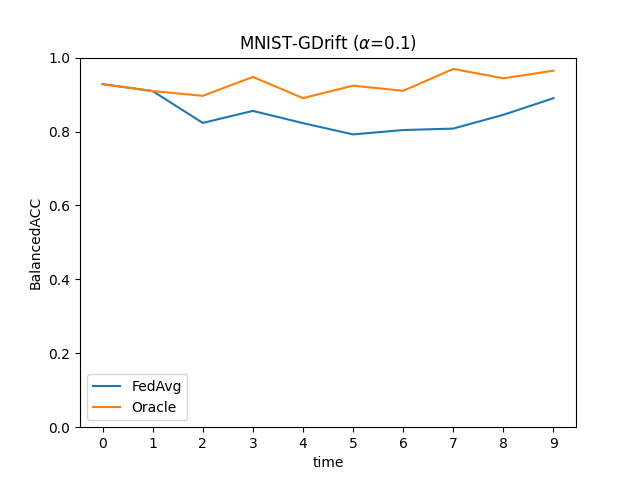 MNIST-GDrift (α=0.1)
BalancedACC
1.0
0.8
0.6
0.4
0.2
0.0
FedAvg
Oracle
0 1 2 3 4 5 6 7 8 9
time